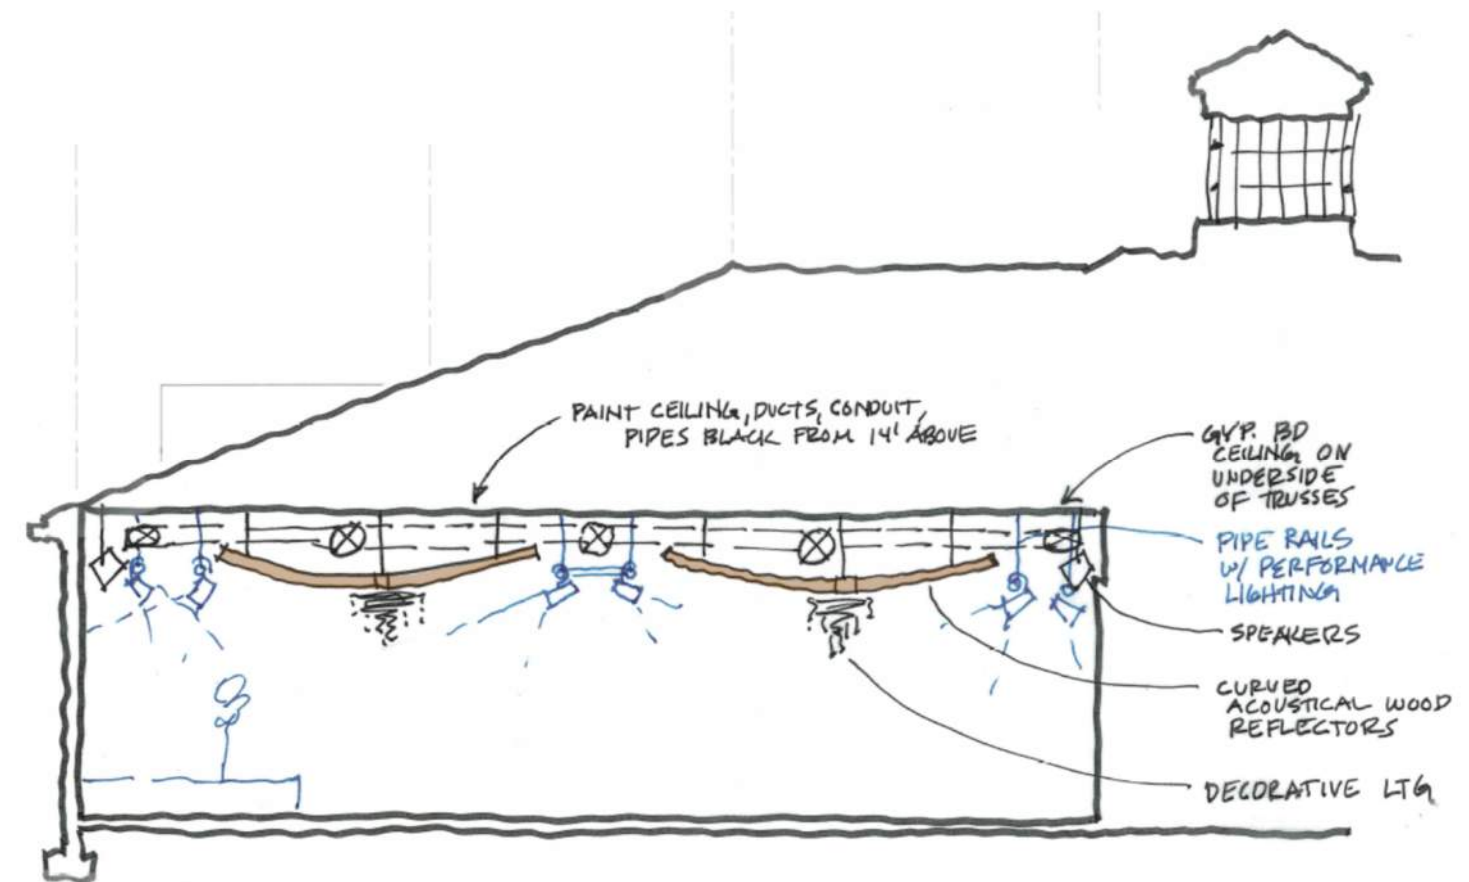 PAINT CEILING, DUCTS, CONDUIT,
PIPES BLACK FROM 14' ABOVE
GYP. BD
CEILING ON
UNDERSIDE
OF TRUSSES
PIPE RAILS
W/ PERFORMANCE
LIGHTING
SPEAKERS
CURVED
ACOUSTICAL WOOD
REFLECTORS
DECORATIVE LTG